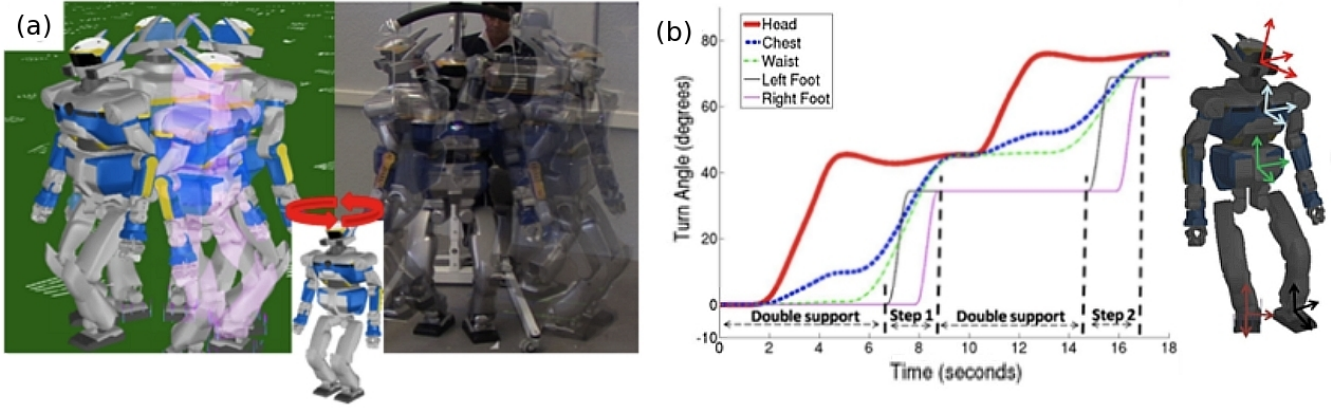 (a)
(b)
Head
Chest
Waist
Left Foot
Right Foot
80
60
40
20
0
-10
Turn Angle (degrees)
Double support
Step 1
Double support
Step 2
0 2 4 6 8 10 12 14 16 18
Time (seconds)